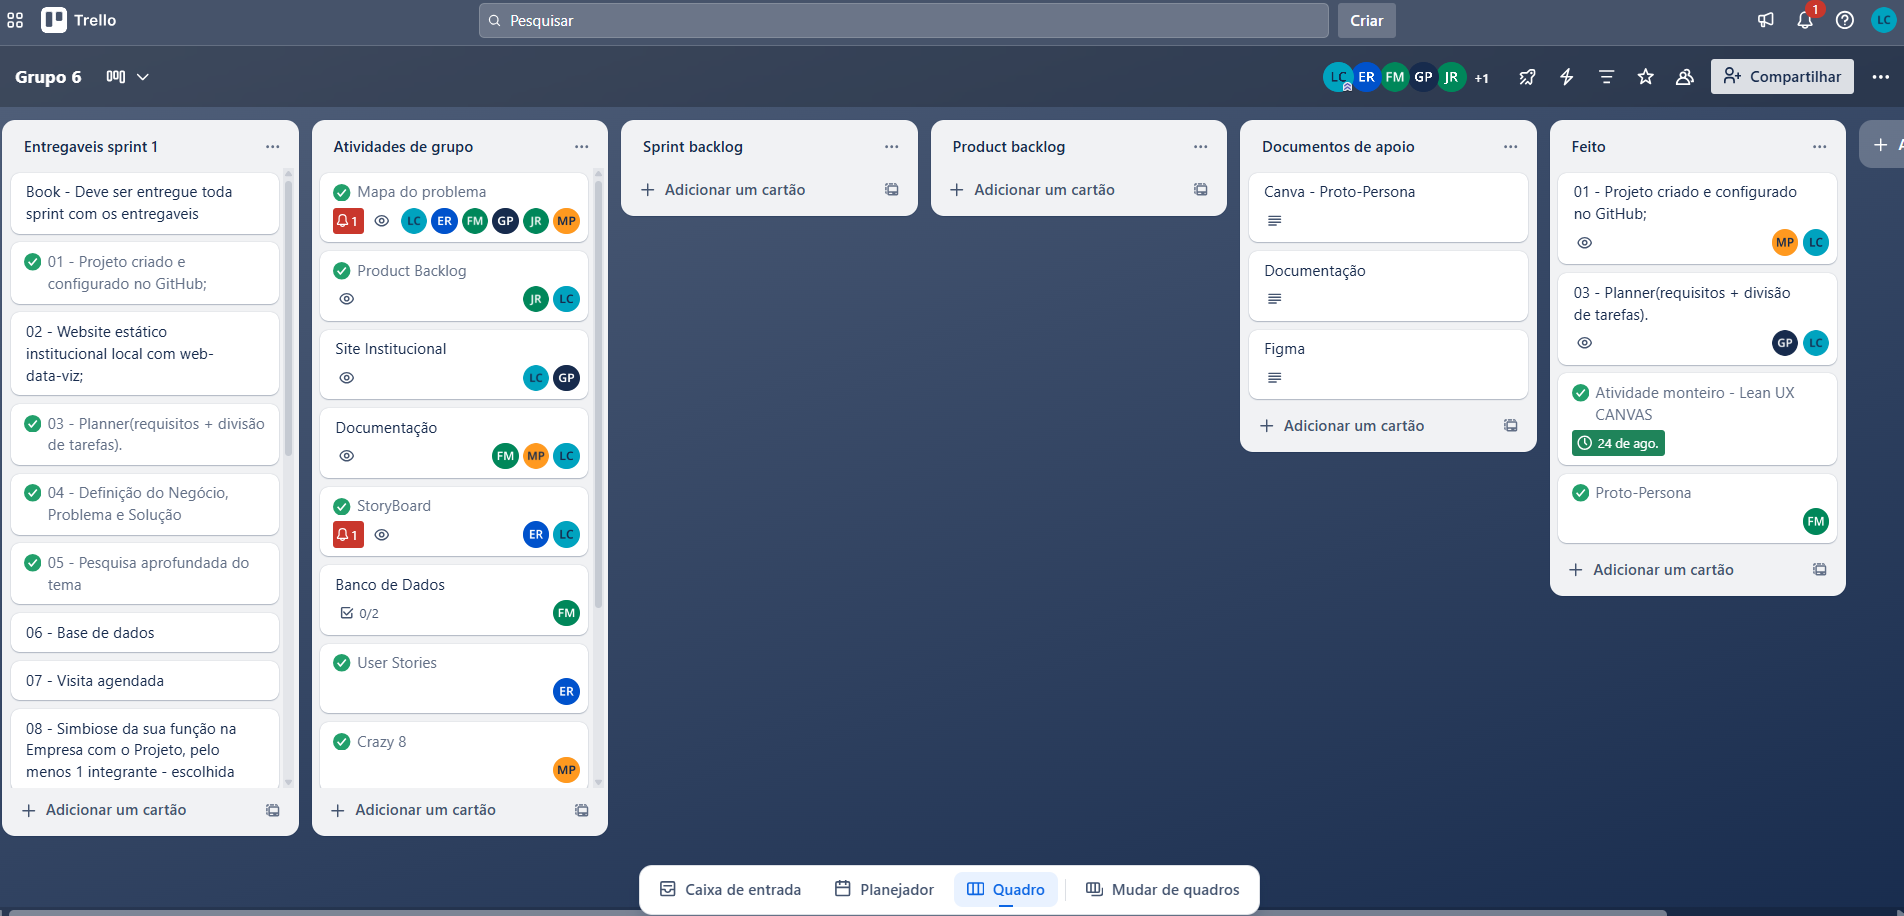 Trello
Pesquisar
Criar
1
LC
Grupo 6
LC ER FM GP JR +1
Compartilhar
Entregaveis sprint 1
Book - Deve ser entregue toda
sprint com os entregaveis
01 - Projeto criado e
configurado no GitHub;
02 - Website estático
institucional local com web-
data-viz;
03 - Planner(requisitos + divisão
de tarefas).
04 - Definição do Negócio,
Problema e Solução
05 - Pesquisa aprofundada do
tema
06 - Base de dados
07 - Visita agendada
08 - Simbiose da sua função na
Empresa com o Projeto, pelo
menos 1 integrante - escolhida
Adicionar um cartão
Atividades de grupo
Mapa do problema
1 LC ER FM GP JR MP
Product Backlog
JR LC
Site Institucional
LC GP
Documentação
FM MP LC
StoryBoard
1 ER LC
Banco de Dados
0/2 FM
User Stories
ER
Crazy 8
MP
Adicionar um cartão
Sprint backlog
Adicionar um cartão
Product backlog
Adicionar um cartão
Documentos de apoio
Canva - Proto-Persona
Documentação
Figma
Adicionar um cartão
Feito
01 - Projeto criado e configurado
no GitHub;
MP LC
03 - Planner(requisitos + divisão
de tarefas).
GP LC
Atividade monteiro - Lean UX
CANVAS
24 de ago.
Proto-Persona
FM
Adicionar um cartão
Caixa de entrada
Planejador
Quadro
Mudar de quadros